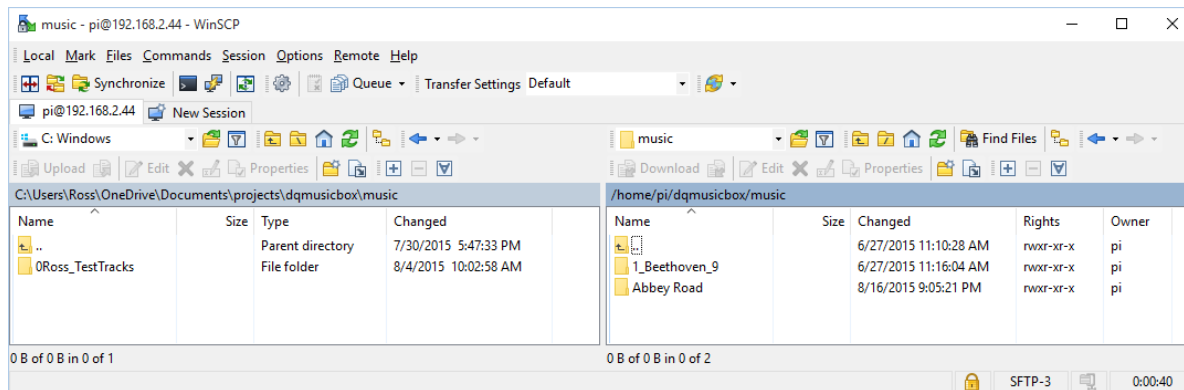 music - pi@192.168.2.44 - WinSCP
Local Mark Files Commands Session Options Remote Help
Synchronize Queue Transfer Settings Default
pi@192.168.2.44 New Session
C: Windows music Find Files
Upload Edit Properties Download Edit Properties
C:\Users\Ross\OneDrive\Documents\projects\dqmusicbox\music /home/pi/dqmusicbox/music
Name Size Type Changed Name Size Changed Rights Owner
.. Parent directory 7/30/2015 5:47:33 PM .. 6/27/2015 11:10:28 AM rwxr-xr-x pi
0Ross_TestTracks File folder 8/4/2015 10:02:58 AM 1_Beethoven_9 6/27/2015 11:16:04 AM rwxr-xr-x pi
Abbey Road 8/16/2015 9:05:21 PM rwxr-xr-x pi
0 B of 0 B in 0 of 1 0 B of 0 B in 0 of 2
SFTP-3 0:00:40